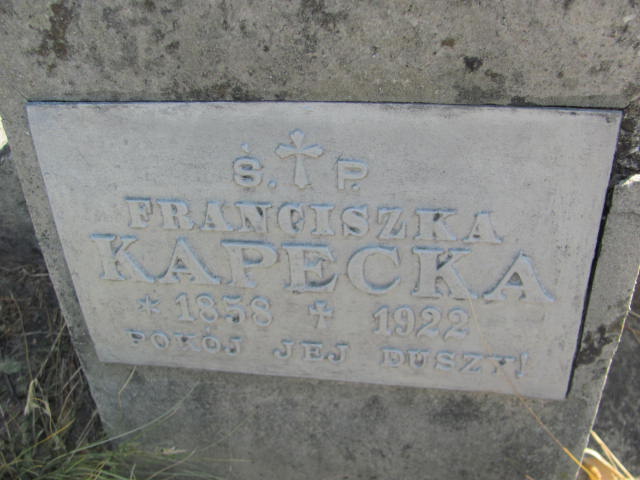 Ś. P.
FRANCISZKA
KAPECKA
* 1858 † 1922
POKÓJ JEJ DUSZY!